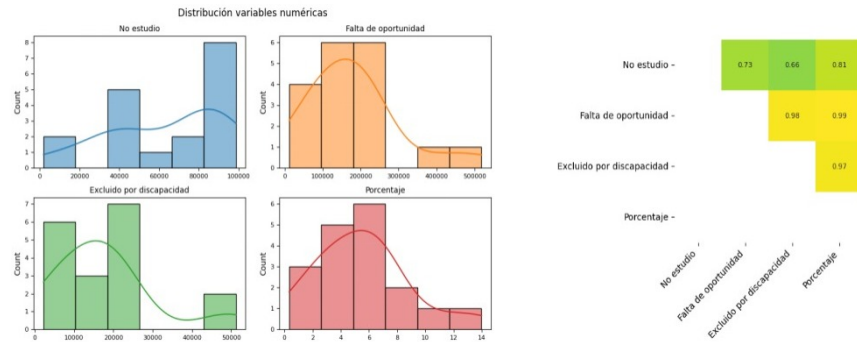 Distribución variables numéricas
No estudio
Falta de oportunidad
8
7
6
5
4
3
2
1
0
Count
0 20000 40000 60000 80000 100000
6
5
4
3
2
1
0
Count
0 100000 200000 300000 400000 500000
Excluido por discapacidad
Porcentaje
7
6
5
4
3
2
1
0
Count
0 10000 20000 30000 40000 50000
6
5
4
3
2
1
0
Count
0 2 4 6 8 10 12 14
No estudio 0.73 0.66 0.81
Falta de oportunidad 0.98 0.99
Excluido por discapacidad 0.97
Porcentaje
No estudio
Falta de oportunidad
Excluido por discapacidad
Porcentaje